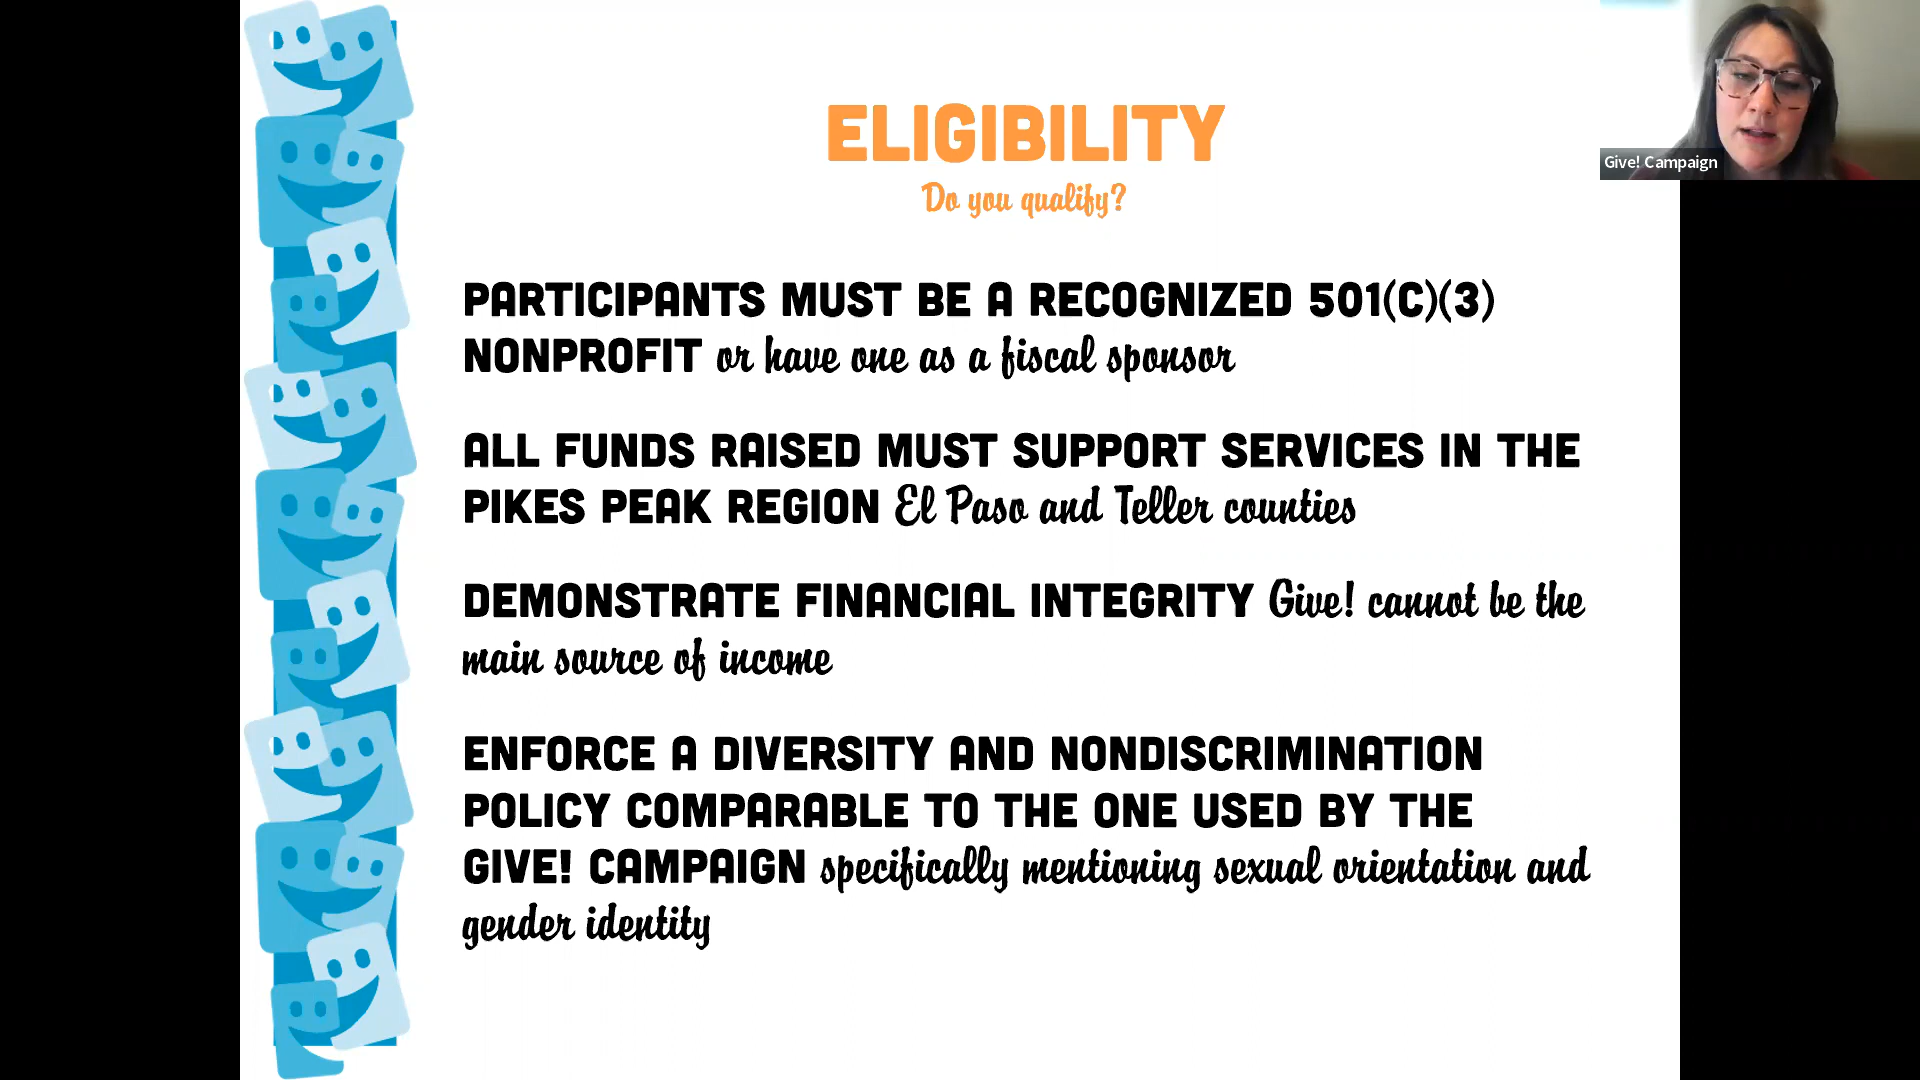 ELIGIBILITY
Do you qualify?
Give! Campaign
PARTICIPANTS MUST BE A RECOGNIZED 501(C)(3)
NONPROFIT or have one as a fiscal sponsor
ALL FUNDS RAISED MUST SUPPORT SERVICES IN THE
PIKES PEAK REGION El Paso and Teller counties
DEMONSTRATE FINANCIAL INTEGRITY Give! cannot be the
main source of income
ENFORCE A DIVERSITY AND NONDISCRIMINATION
POLICY COMPARABLE TO THE ONE USED BY THE
GIVE! CAMPAIGN specifically mentioning sexual orientation and
gender identity